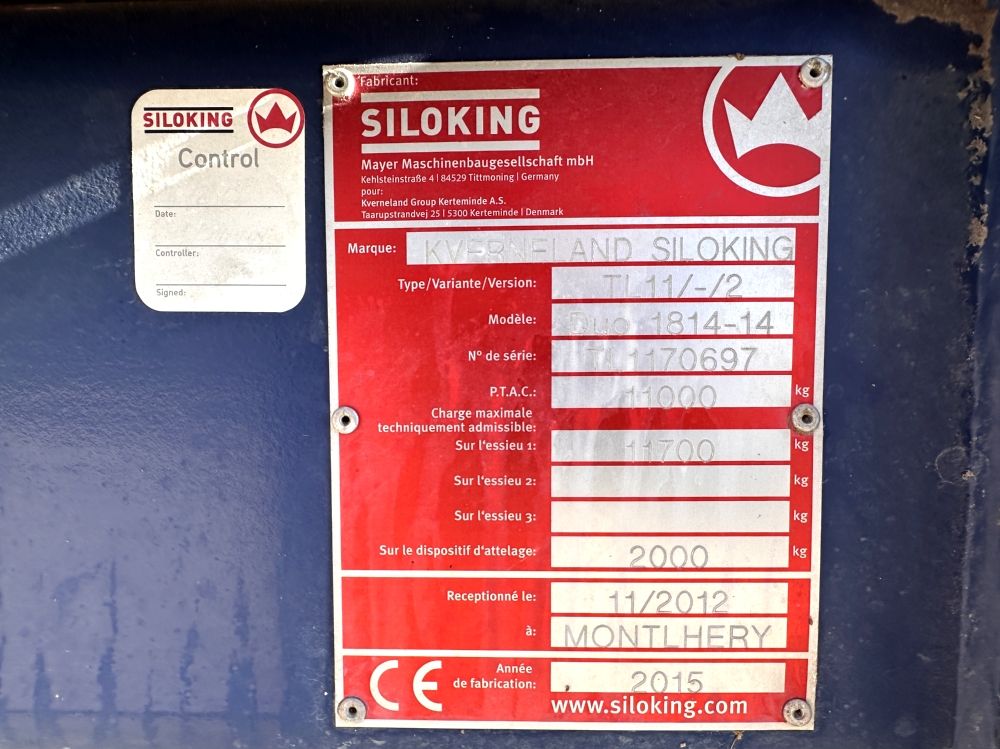 SILOKING
Control
Date:
Controller:
Signed:
Fabricant:
SILOKING
Mayer Maschinenbaugesellschaft mbH
Kehlsteinstraße 4 | 84529 Tittmoning | Germany
pour:
Kverneland Group Kerteminde A.S.
Taarupstrandvej 25 | 5300 Kerteminde | Denmark
Marque: KVERNELAND SILOKING
Type/Variante/Version: TL11/-/2
Modèle: Duo 1814-14
N° de série: TL1170697
P.T.A.C.: 11000 kg
Charge maximale
techniquement admissible:
Sur l'essieu 1: 11700 kg
Sur l'essieu 2: kg
Sur l'essieu 3: kg
Sur le dispositif d'attelage: 2000 kg
Receptionné le: 11/2012
à: MONTLHERY
CE
Année
de fabrication: 2015
www.siloking.com